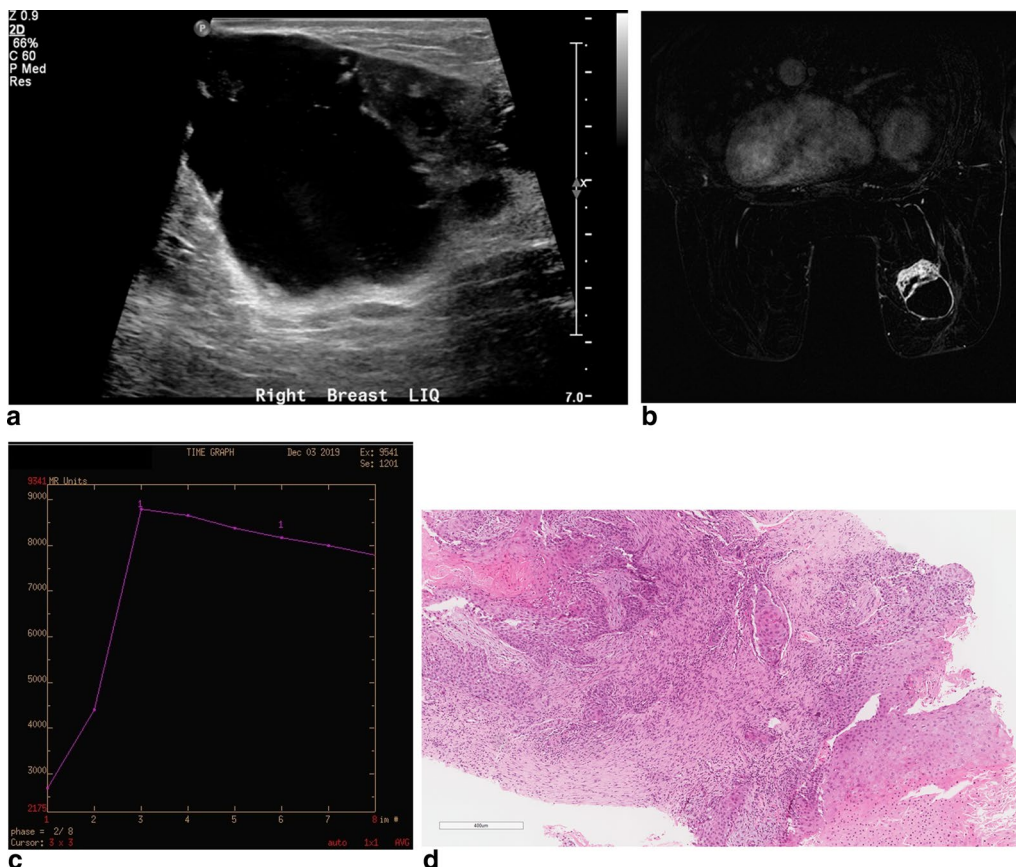 Z 0.9
2D
66%
C 60
P Med
Res
P
X
Right Breast LIQ
7.0
a
b
TIME GRAPH Dec 03 2019 Ex: 9541
Se: 1201
9341 MR Units
9000
8000
7000
6000
5000
4000
3000
2175
1 1
1 2 3 4 5 6 7 8 im #
phase = 2/ 8
Cursor: 3 x 3 auto 1x1 AVG
c
400um
d